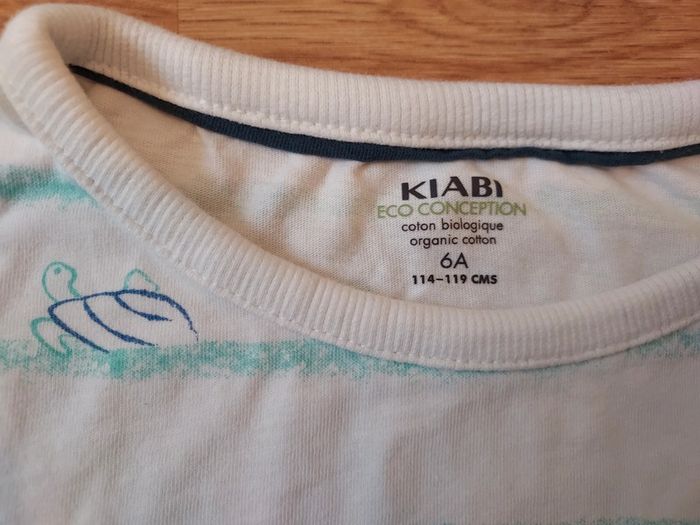 KIABI
ECO CONCEPTION
coton biologique
organic cotton
6A
114-119 CMS